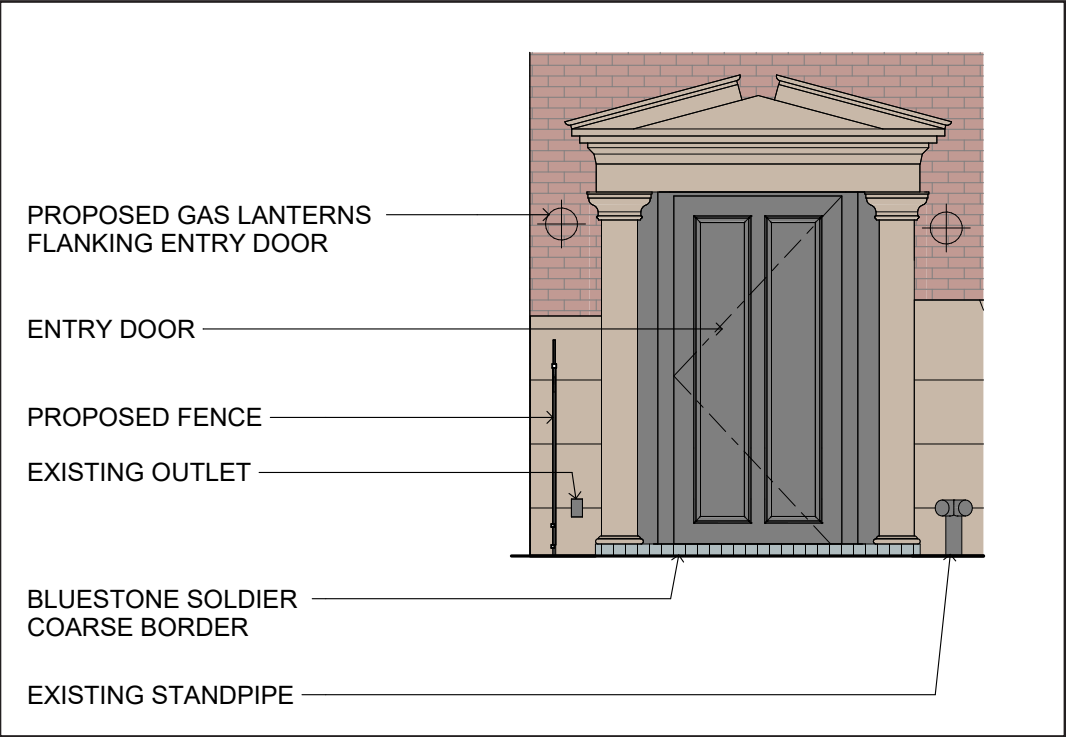 PROPOSED GAS LANTERNS
FLANKING ENTRY DOOR
ENTRY DOOR
PROPOSED FENCE
EXISTING OUTLET
BLUESTONE SOLDIER
COARSE BORDER
EXISTING STANDPIPE